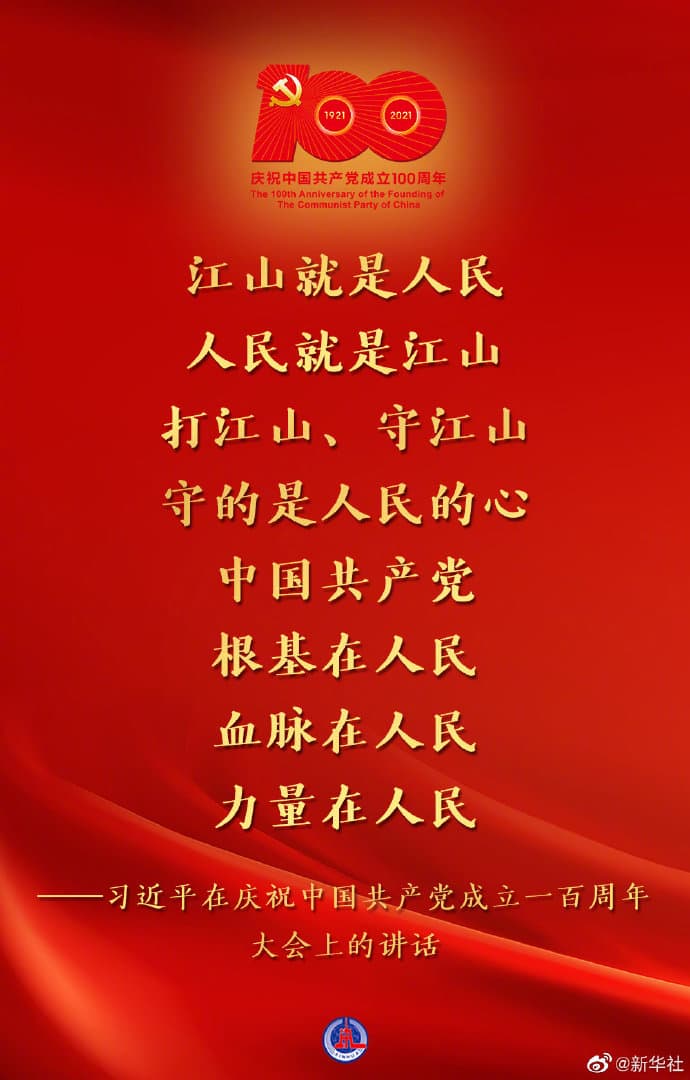 1921
2021
庆祝中国共产党成立100周年
The 100th Anniversary of the Founding of
The Communist Party of China
江山就是人民
人民就是江山
打江山、守江山
守的是人民的心
中国共产党
根基在人民
血脉在人民
力量在人民
——习近平在庆祝中国共产党成立一百周年
大会上的讲话
XINHUA
@新华社